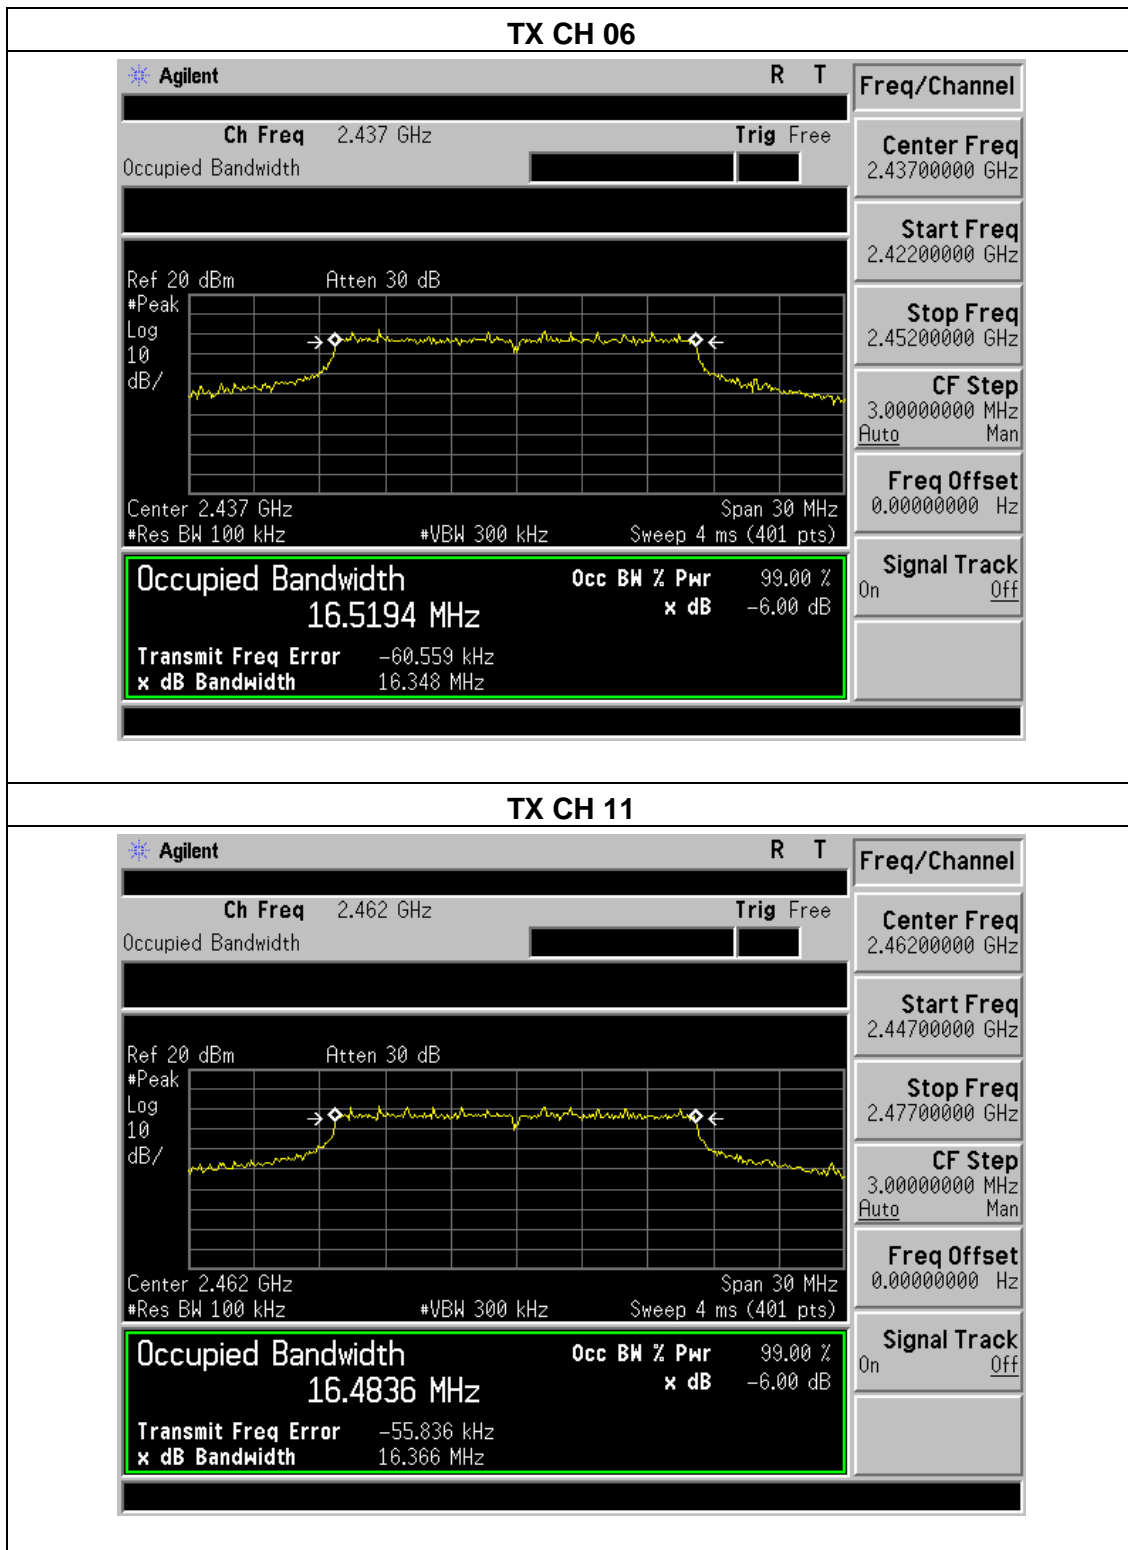 TX CH 06
Agilent R T
Freq/Channel
Ch Freq 2.437 GHz Trig Free
Occupied Bandwidth
Center Freq
2.43700000 GHz
Start Freq
2.42200000 GHz
Stop Freq
2.45200000 GHz
CF Step
3.00000000 MHz
Auto Man
Freq Offset
0.00000000 Hz
Signal Track
On Off
Ref 20 dBm Atten 30 dB
#Peak
Log
10
dB/
Center 2.437 GHz Span 30 MHz
#Res BW 100 kHz #VBW 300 kHz Sweep 4 ms (401 pts)
Occupied Bandwidth Occ BW % Pwr 99.00 %
16.5194 MHz x dB -6.00 dB
Transmit Freq Error -60.559 kHz
x dB Bandwidth 16.348 MHz
TX CH 11
Agilent R T
Freq/Channel
Ch Freq 2.462 GHz Trig Free
Occupied Bandwidth
Center Freq
2.46200000 GHz
Start Freq
2.44700000 GHz
Stop Freq
2.47700000 GHz
CF Step
3.00000000 MHz
Auto Man
Freq Offset
0.00000000 Hz
Signal Track
On Off
Ref 20 dBm Atten 30 dB
#Peak
Log
10
dB/
Center 2.462 GHz Span 30 MHz
#Res BW 100 kHz #VBW 300 kHz Sweep 4 ms (401 pts)
Occupied Bandwidth Occ BW % Pwr 99.00 %
16.4836 MHz x dB -6.00 dB
Transmit Freq Error -55.836 kHz
x dB Bandwidth 16.366 MHz